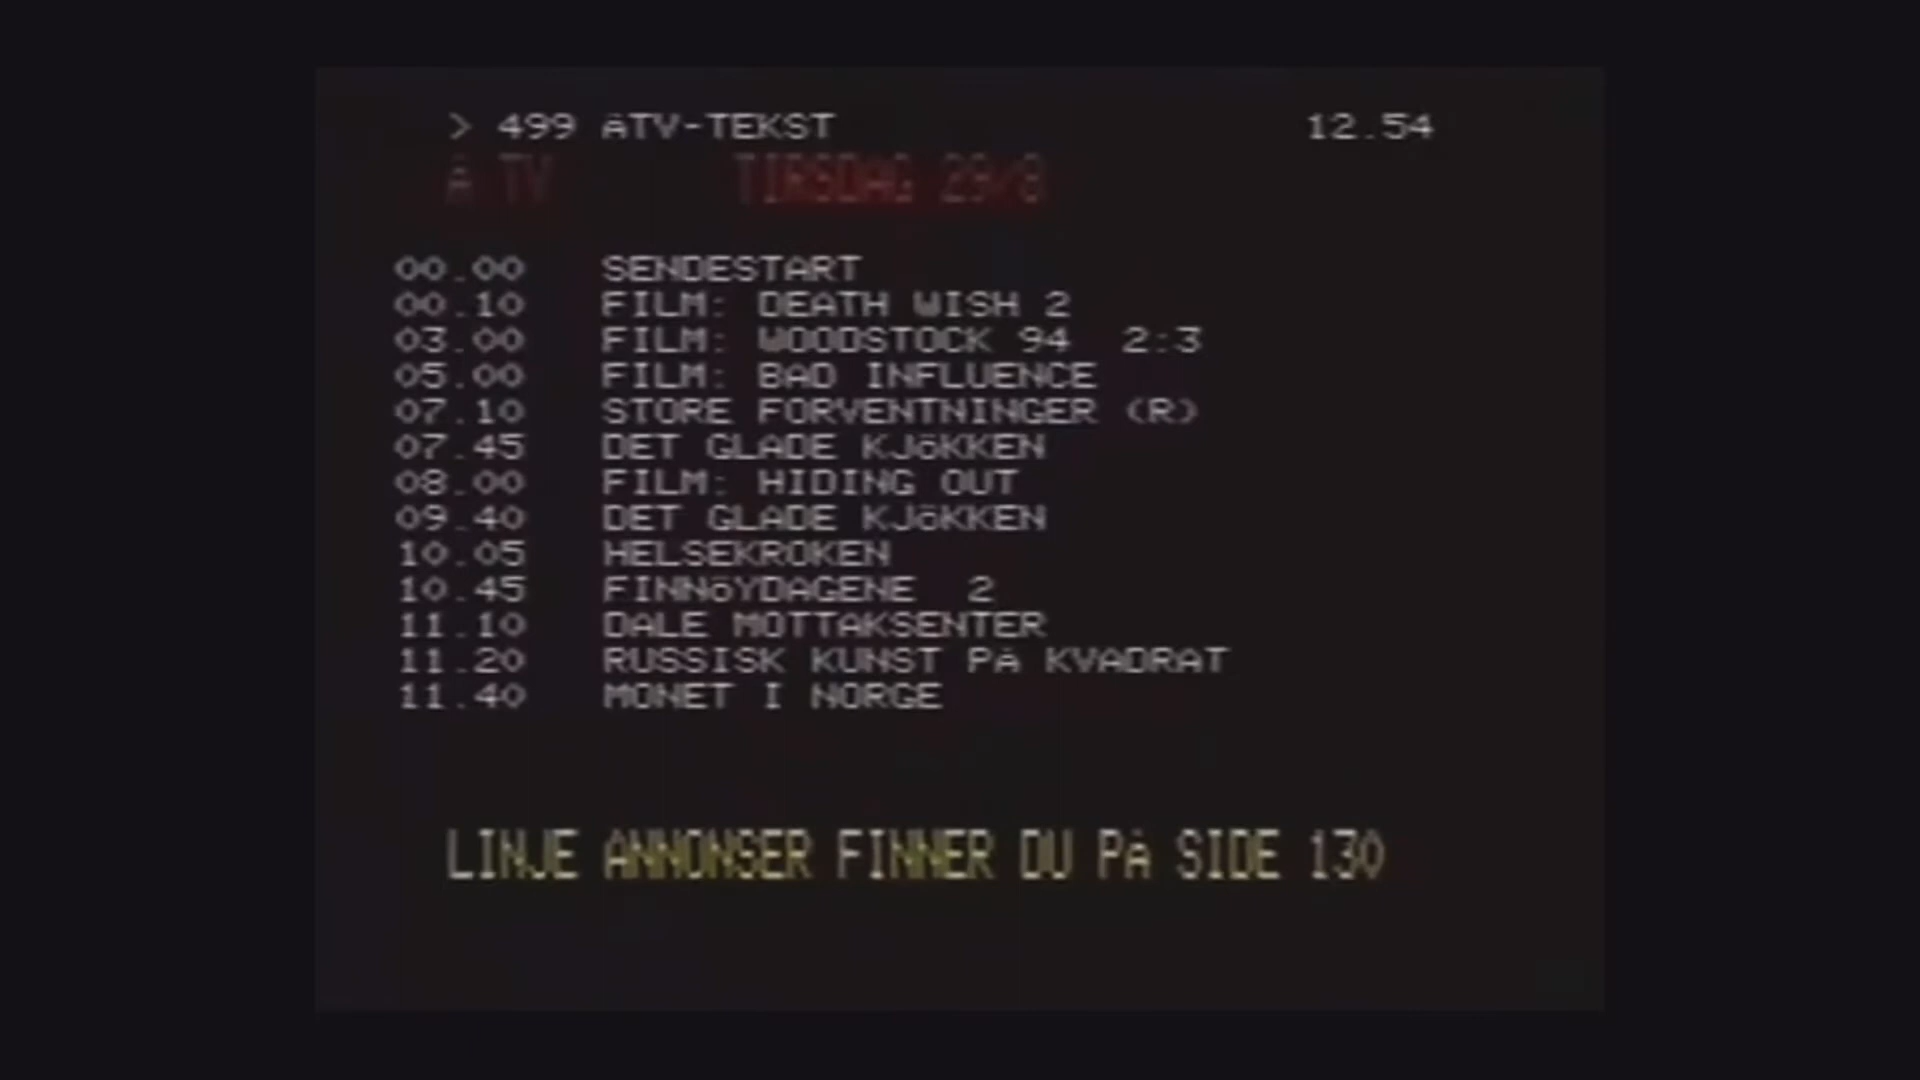 > 499 åTV-TEKST 12.54
å TV TIRSDAG 29/8
00.00 SENDESTART
00.10 FILM: DEATH WISH 2
03.00 FILM: WOODSTOCK 94 2:3
05.00 FILM: BAD INFLUENCE
07.10 STORE FORVENTNINGER (R)
07.45 DET GLADE KJöKKEN
08.00 FILM: HIDING OUT
09.40 DET GLADE KJöKKEN
10.05 HELSEKROKEN
10.45 FINNöYDAGENE 2
11.10 DALE MOTTAKSENTER
11.20 RUSSISK KUNST På KVADRAT
11.40 MONET I NORGE
LINJE ANNONSER FINNER DU På SIDE 130